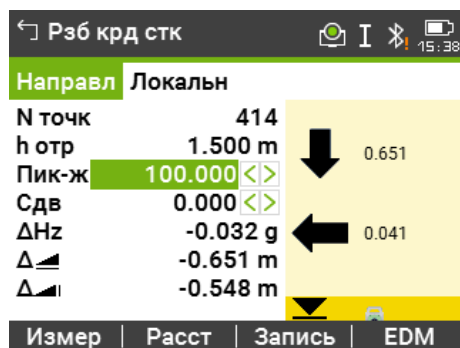 Рзб крд стк
I
15:38
Направл Локальн
N точк 414
h отр 1.500 m
Пик-ж 100.000 <>
Сдв 0.000 <>
ΔHz -0.032 g
Δ -0.651 m
Δ -0.548 m
0.651
0.041
Измер | Расст | Запись | EDM